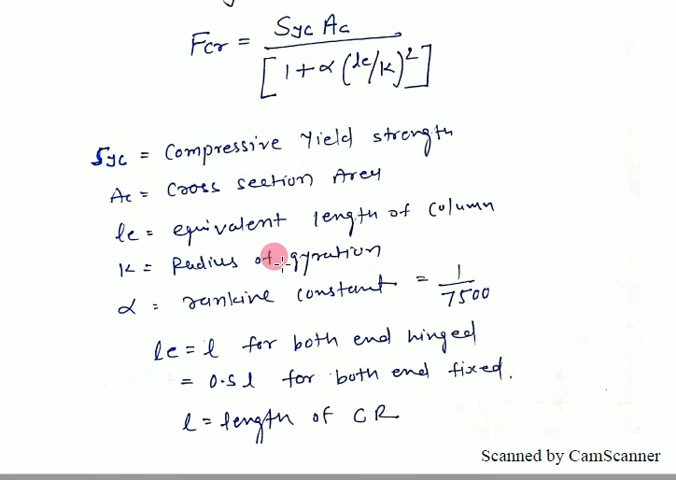 Fcr = Syc Ac / [1 + α (le/k)²]
Syc = Compressive Yield strength
Ac = Cross section Area
le = equivalent length of Column
K = Radius of gyration
α = rankine constant = 1/7500
le = l for both end hinged
= 0.5 l for both end fixed.
l = length of CR
Scanned by CamScanner